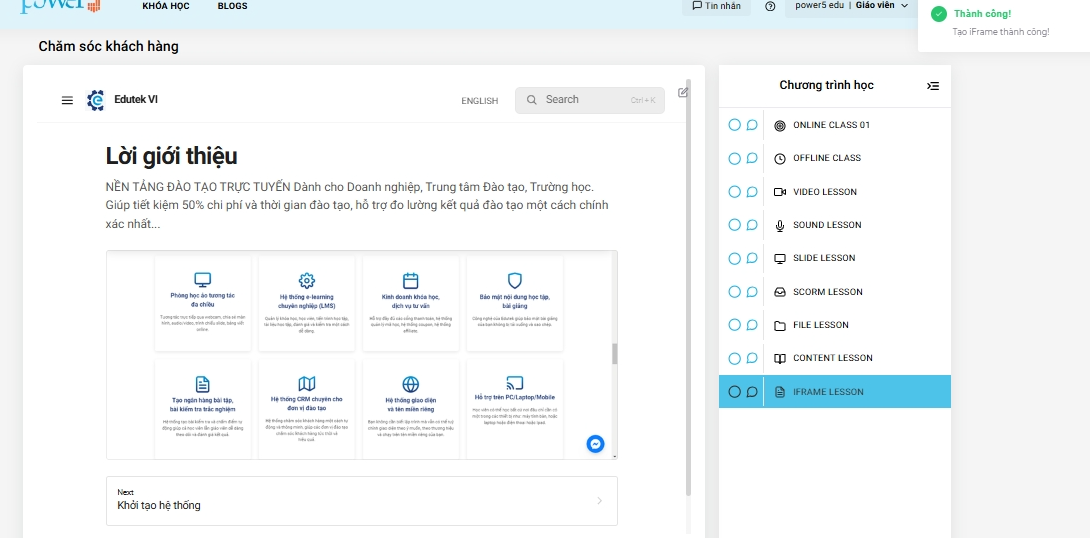 power
KHÓA HỌC
BLOGS
Tin nhắn
power5 edu | Giáo viên
Thành công!
Tạo iFrame thành công!
Chăm sóc khách hàng
Edutek VI
ENGLISH
Search
Ctrl + K
Lời giới thiệu
NỀN TẢNG ĐÀO TẠO TRỰC TUYẾN Dành cho Doanh nghiệp, Trung tâm Đào tạo, Trường học.
Giúp tiết kiệm 50% chi phí và thời gian đào tạo, hỗ trợ đo lường kết quả đào tạo một cách chính
xác nhất...
Phòng học ảo tương tác
đa chiều
Hệ thống e-learning
chuyên nghiệp (LMS)
Kinh doanh khóa học,
dịch vụ tư vấn
Bảo mật nội dung học tập,
bài giảng
Tạo ngân hàng bài tập,
bài kiểm tra trắc nghiệm
Hệ thống CRM chuyên cho
đơn vị đào tạo
Hệ thống giao diện
và tên miền riêng
Hỗ trợ trên PC/Laptop/Mobile
Next
Khởi tạo hệ thống
Chương trình học
ONLINE CLASS 01
OFFLINE CLASS
VIDEO LESSON
SOUND LESSON
SLIDE LESSON
SCORM LESSON
FILE LESSON
CONTENT LESSON
IFRAME LESSON